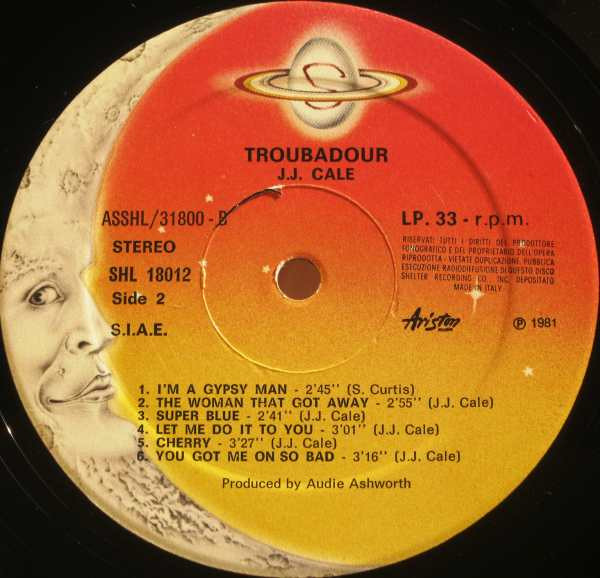 TROUBADOUR
J.J. CALE
ASSHL/31800 - B
STEREO
SHL 18012
Side 2
S.I.A.E.
LP. 33 - r.p.m.
RISERVATI TUTTI I DIRITTI DEL PRODUTTORE
FONOGRAFICO E DEL PROPRIETARIO DELL'OPERA
RIPRODOTTA - VIETATE DUPLICAZIONE, PUBBLICA
ESECUZIONE RADIODIFFUSIONE DI QUESTO DISCO
SHELTER RECORDING CO. INC. DEPOSITATO
MADE IN ITALY
Ariston
℗ 1981
1. I'M A GYPSY MAN - 2'45'' (S. Curtis)
2. THE WOMAN THAT GOT AWAY - 2'55'' (J.J. Cale)
3. SUPER BLUE - 2'41'' (J.J. Cale)
4. LET ME DO IT TO YOU - 3'01'' (J.J. Cale)
5. CHERRY - 3'27'' (J.J. Cale)
6. YOU GOT ME ON SO BAD - 3'16'' (J.J. Cale)
Produced by Audie Ashworth